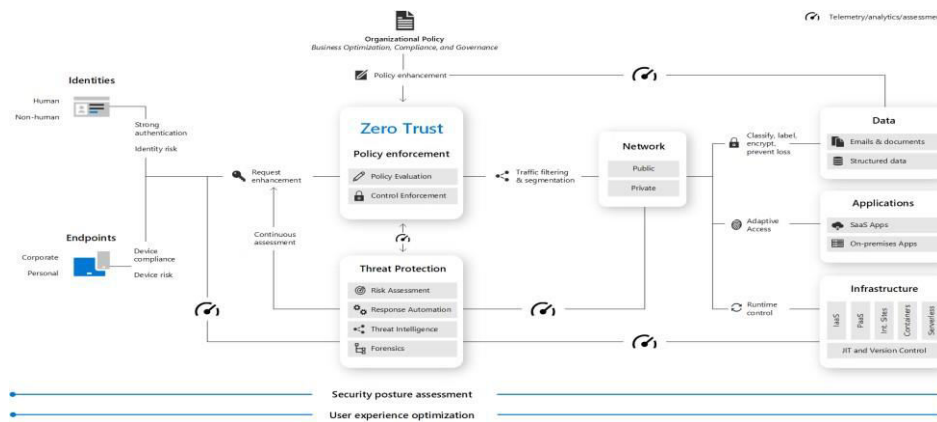 Telemetry/analytics/assessmen
Organizational Policy
Business Optimization, Compliance, and Governance
Policy enhancement
Identities
Human
Non-human
Strong
authentication
Identity risk
Zero Trust
Policy enforcement
Policy Evaluation
Control Enforcement
Request
enhancement
Traffic filtering
& segmentation
Network
Public
Private
Classify, label,
encrypt,
prevent loss
Data
Emails & documents
Structured data
Adaptive
Access
Applications
SaaS Apps
On-premises Apps
Continuous
assessment
Endpoints
Corporate
Personal
Device
compliance
Device risk
Threat Protection
Risk Assessment
Response Automation
Threat Intelligence
Forensics
Runtime
control
Infrastructure
IaaS
PaaS
Int. Sites
Containers
Serverless
JIT and Version Control
Security posture assessment
User experience optimization